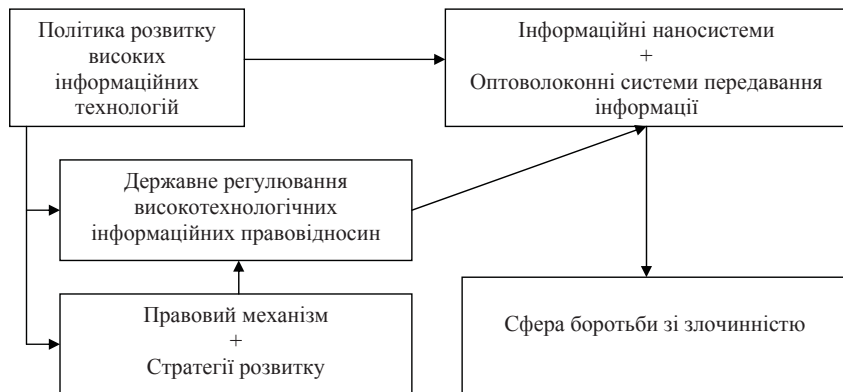 Політика розвитку
високих
інформаційних
технологій
Інформаційні наносистеми
+
Оптоволоконні системи передавання
інформації
Державне регулювання
високотехнологічних
інформаційних правовідносин
Правовий механізм
+
Стратегії розвитку
Сфера боротьби зі злочинністю